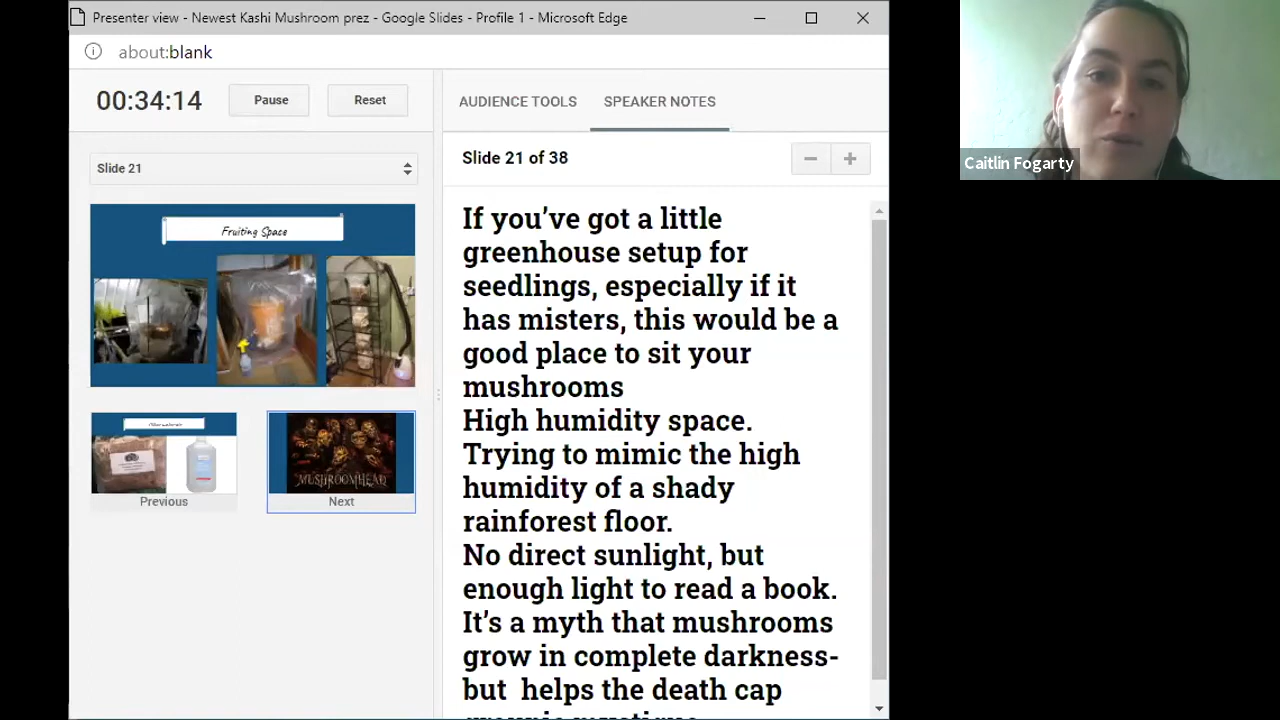 Presenter view - Newest Kashi Mushroom prez - Google Slides - Profile 1 - Microsoft Edge
about:blank
00:34:14
Pause
Reset
AUDIENCE TOOLS
SPEAKER NOTES
Slide 21
Slide 21 of 38
Fruiting Space
Previous
MUSHROOMHEAD
Next
If you've got a little
greenhouse setup for
seedlings, especially if it
has misters, this would be a
good place to sit your
mushrooms
High humidity space.
Trying to mimic the high
humidity of a shady
rainforest floor.
No direct sunlight, but
enough light to read a book.
It's a myth that mushrooms
grow in complete darkness-
but  helps the death cap
Caitlin Fogarty